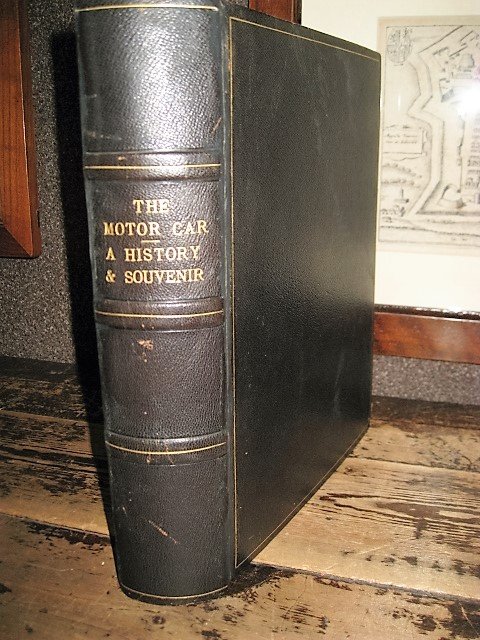 THE
MOTOR CAR
A HISTORY
& SOUVENIR